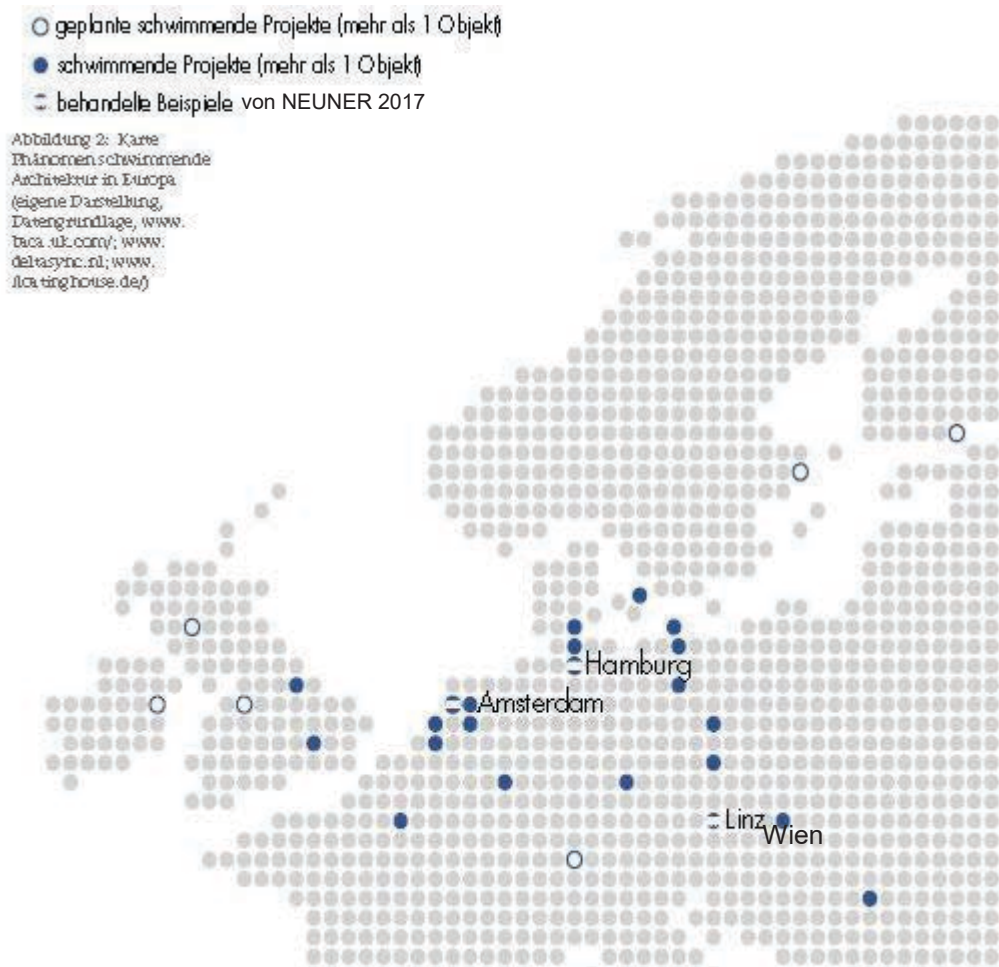 geplante schwimmende Projekte (mehr als 1 Objekt)
schwimmende Projekte (mehr als 1 Objekt)
behandelte Beispiele von NEUNER 2017
Abbildung 2: Karte
Phänomen schwimmende
Architektur in Europa
(eigene Darstellung,
Datengrundlage, www.
baca.uk.com/; www.
deltasync.nl; www.
floatinghouse.de/)
Hamburg
Amsterdam
Linz
Wien